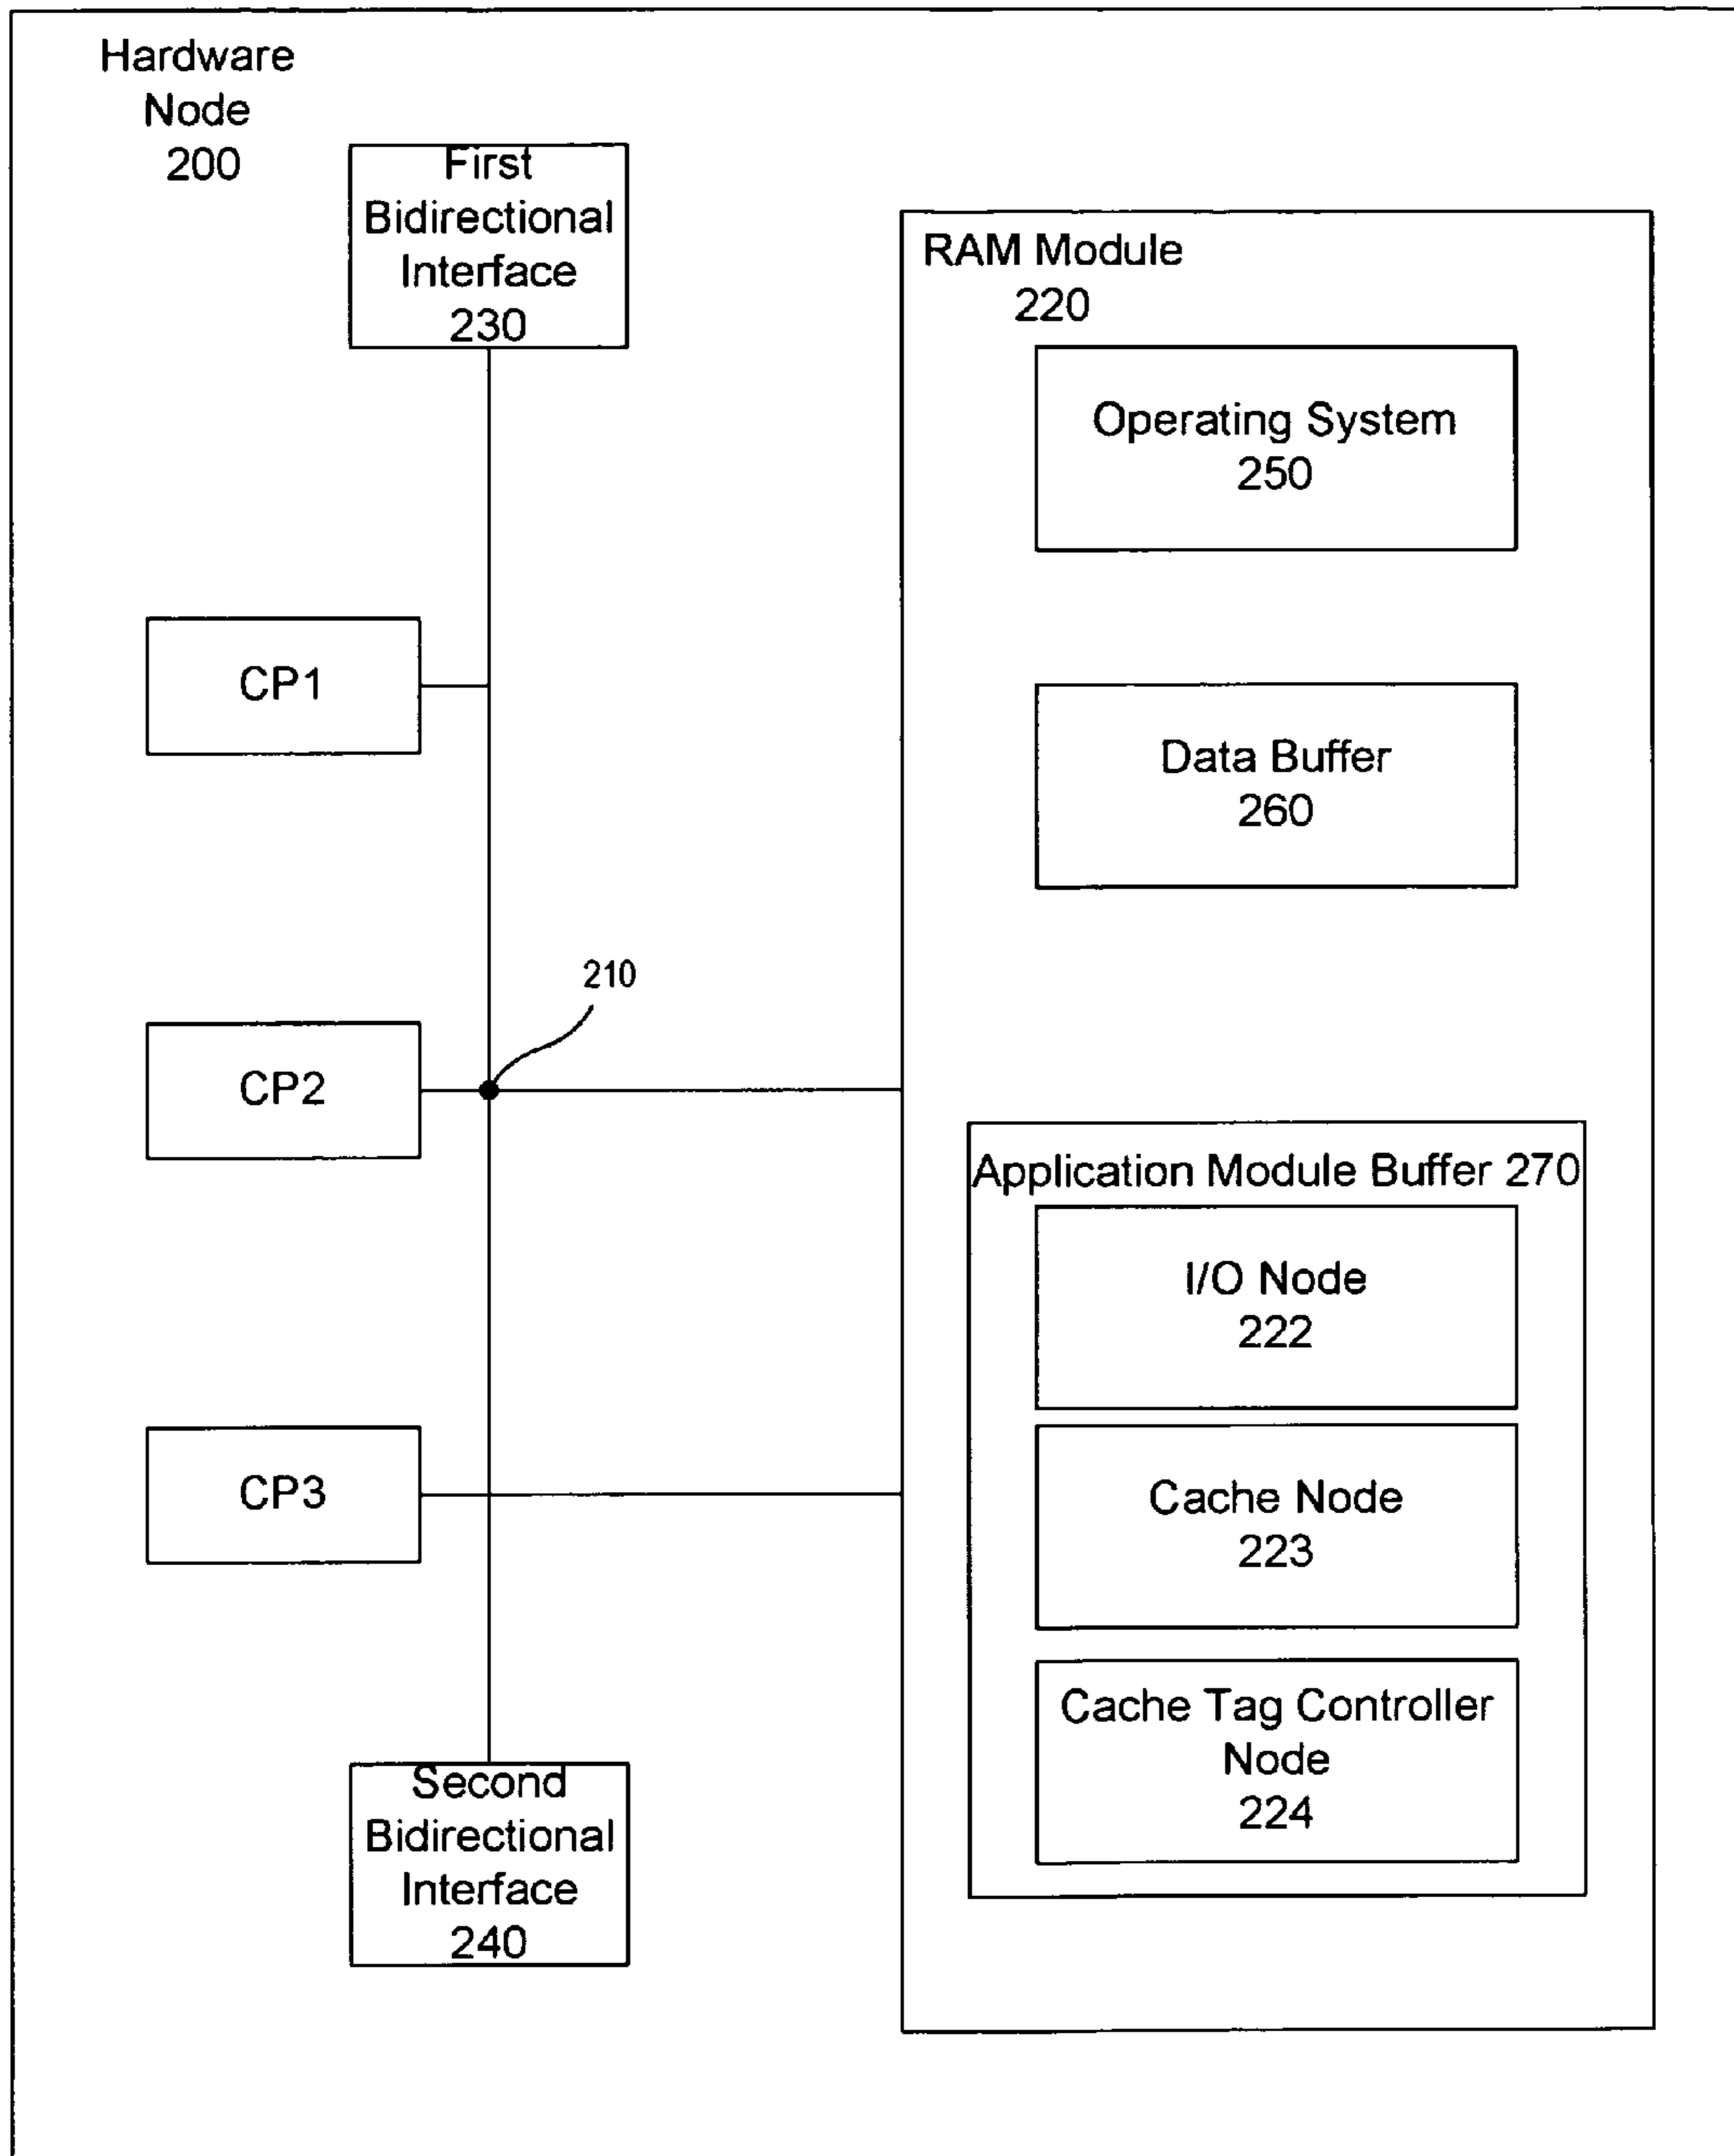 Hardware
Node
200
First
Bidirectional
Interface
230
RAM Module
220
Operating System
250
CP1
Data Buffer
260
210
CP2
Application Module Buffer 270
I/O Node
222
CP3
Cache Node
223
Cache Tag Controller
Node
224
Second
Bidirectional
Interface
240